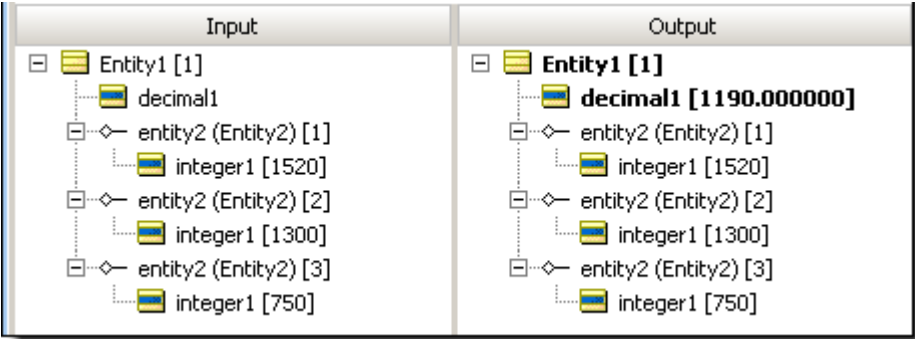 Input
Output
Entity1 [1]
Entity1 [1]
decimal1
decimal1 [1190.000000]
entity2 (Entity2) [1]
entity2 (Entity2) [1]
integer1 [1520]
integer1 [1520]
entity2 (Entity2) [2]
entity2 (Entity2) [2]
integer1 [1300]
integer1 [1300]
entity2 (Entity2) [3]
entity2 (Entity2) [3]
integer1 [750]
integer1 [750]